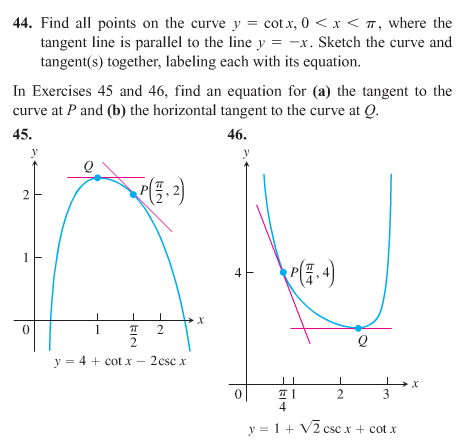 44. Find all points on the curve y = cot x, 0 < x < π, where the
tangent line is parallel to the line y = −x. Sketch the curve and
tangent(s) together, labeling each with its equation.
In Exercises 45 and 46, find an equation for (a) the tangent to the
curve at P and (b) the horizontal tangent to the curve at Q.
45.
y
Q
P(π/2, 2)
2
1
0
1
π/2
2
x
y = 4 + cot x − 2csc x
46.
y
4
P(π/4, 4)
Q
0
π/4
1
2
3
x
y = 1 + √2 csc x + cot x